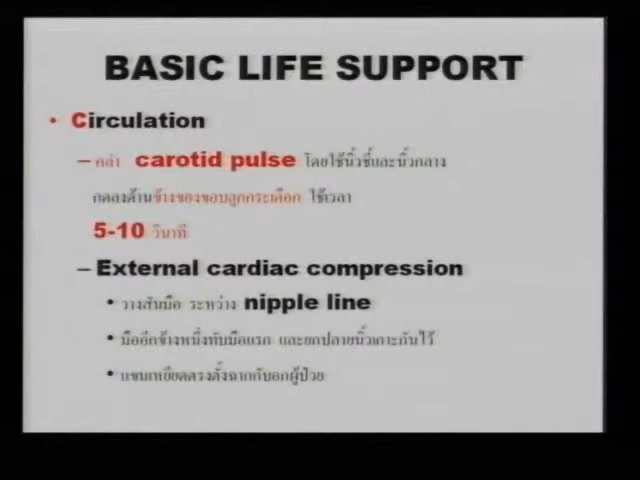 BASIC LIFE SUPPORT
• Circulation
– คลำ carotid pulse โดยใช้นิ้วชี้และนิ้วกลาง
กดลงด้านข้างของขอบลูกกระเดือก ใช้เวลา
5-10 วินาที
– External cardiac compression
• วางสันมือ ระหว่าง nipple line
• มืออีกข้างหนึ่งทับมือแรก และยกปลายนิ้วเกาะกันไว้
• แขนเหยียดตรงตั้งฉากกับอกผู้ป่วย